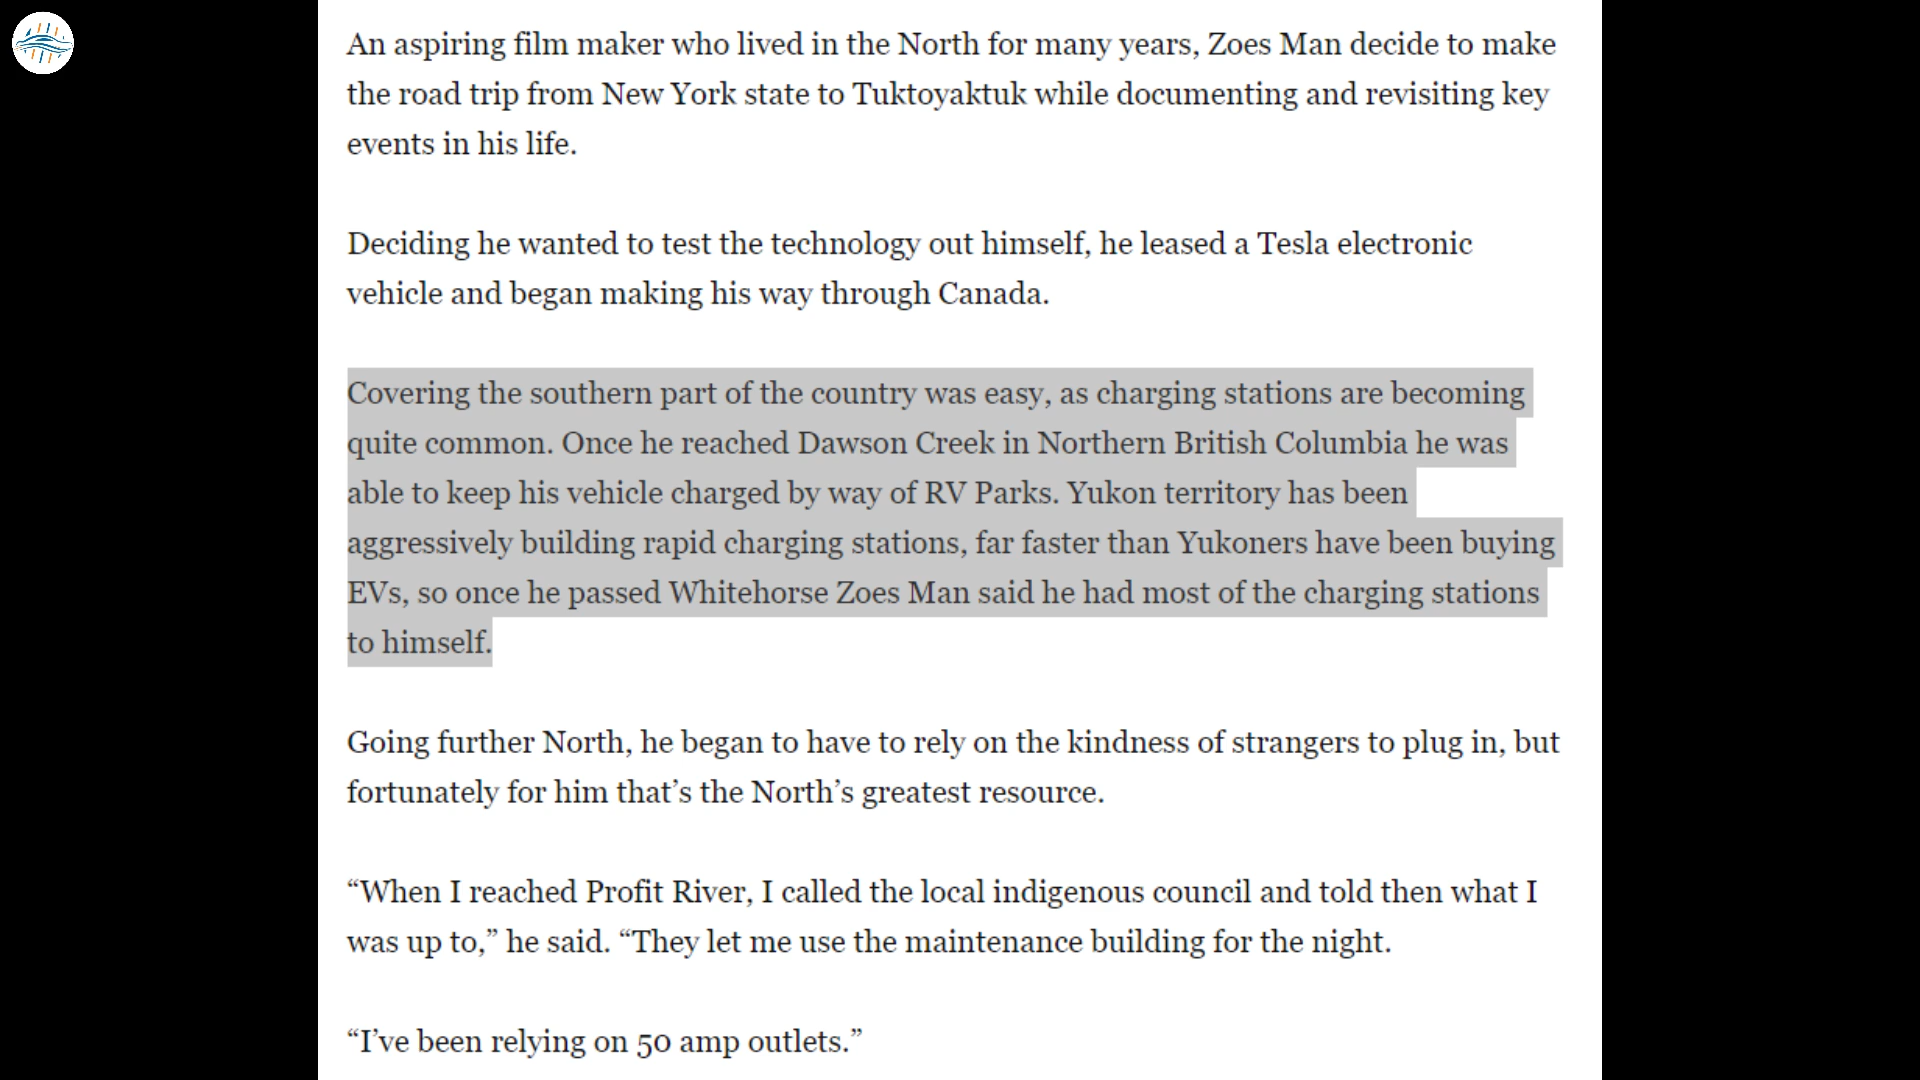 An aspiring film maker who lived in the North for many years, Zoes Man decide to make
the road trip from New York state to Tuktoyaktuk while documenting and revisiting key
events in his life.
Deciding he wanted to test the technology out himself, he leased a Tesla electronic
vehicle and began making his way through Canada.
Covering the southern part of the country was easy, as charging stations are becoming
quite common. Once he reached Dawson Creek in Northern British Columbia he was
able to keep his vehicle charged by way of RV Parks. Yukon territory has been
aggressively building rapid charging stations, far faster than Yukoners have been buying
EVs, so once he passed Whitehorse Zoes Man said he had most of the charging stations
to himself.
Going further North, he began to have to rely on the kindness of strangers to plug in, but
fortunately for him that’s the North’s greatest resource.
“When I reached Profit River, I called the local indigenous council and told then what I
was up to,” he said. “They let me use the maintenance building for the night.
“I’ve been relying on 50 amp outlets.”